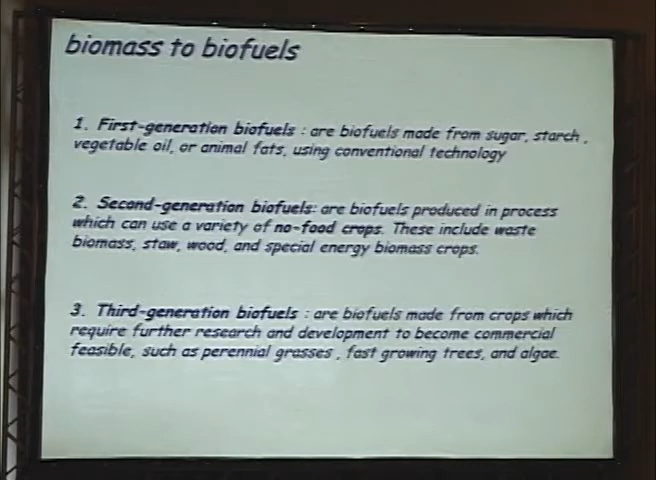 biomass to biofuels
1. First-generation biofuels : are biofuels made from sugar, starch ,
vegetable oil, or animal fats, using conventional technology
2. Second-generation biofuels: are biofuels produced in process
which can use a variety of no-food crops. These include waste
biomass, staw, wood, and special energy biomass crops.
3. Third-generation biofuels : are biofuels made from crops which
require further research and development to become commercial
feasible, such as perennial grasses , fast growing trees, and algae.